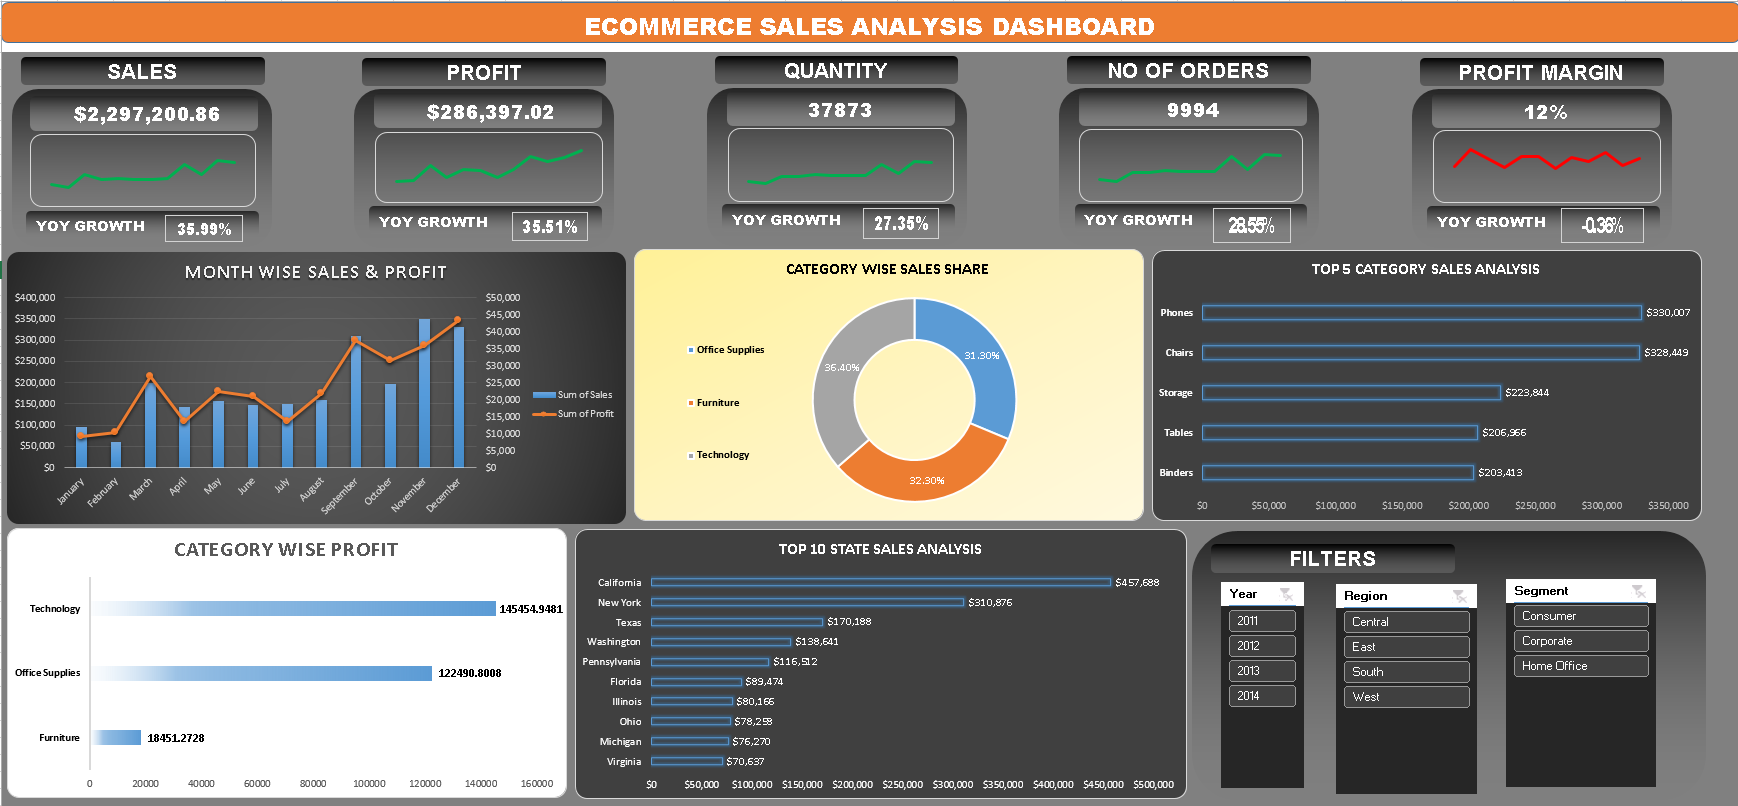 ECOMMERCE SALES ANALYSIS DASHBOARD
SALES
$2,297,200.86
YOY GROWTH 35.99%
PROFIT
$286,397.02
YOY GROWTH 35.51%
QUANTITY
37873
YOY GROWTH 27.35%
NO OF ORDERS
9994
YOY GROWTH 28.55%
PROFIT MARGIN
12%
YOY GROWTH -0.36%
MONTH WISE SALES & PROFIT
$400,000
$350,000
$300,000
$250,000
$200,000
$150,000
$100,000
$50,000
$0
$50,000
$45,000
$40,000
$35,000
$30,000
$25,000
$20,000
$15,000
$10,000
$5,000
$0
January
February
March
April
May
June
July
August
September
October
November
December
Sum of Sales
Sum of Profit
CATEGORY WISE SALES SHARE
Office Supplies
Furniture
Technology
31.30%
36.40%
32.30%
TOP 5 CATEGORY SALES ANALYSIS
Phones $330,007
Chairs $328,449
Storage $223,844
Tables $206,966
Binders $203,413
$0 $50,000 $100,000 $150,000 $200,000 $250,000 $300,000 $350,000
CATEGORY WISE PROFIT
Technology 145454.9481
Office Supplies 122490.8008
Furniture 18451.2728
0 20000 40000 60000 80000 100000 120000 140000 160000
TOP 10 STATE SALES ANALYSIS
California $457,688
New York $310,876
Texas $170,188
Washington $138,641
Pennsylvania $116,512
Florida $89,474
Illinois $80,166
Ohio $78,258
Michigan $76,270
Virginia $70,637
$0 $50,000 $100,000 $150,000 $200,000 $250,000 $300,000 $350,000 $400,000 $450,000 $500,000
FILTERS
Year
2011
2012
2013
2014
Region
Central
East
South
West
Segment
Consumer
Corporate
Home Office